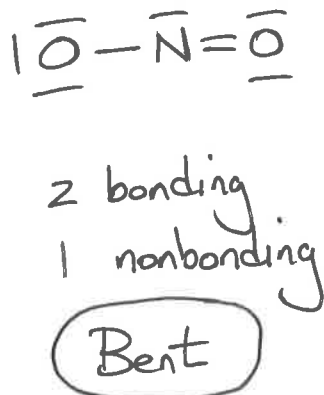 |O — N = O
2 bonding
1 nonbonding
Bent